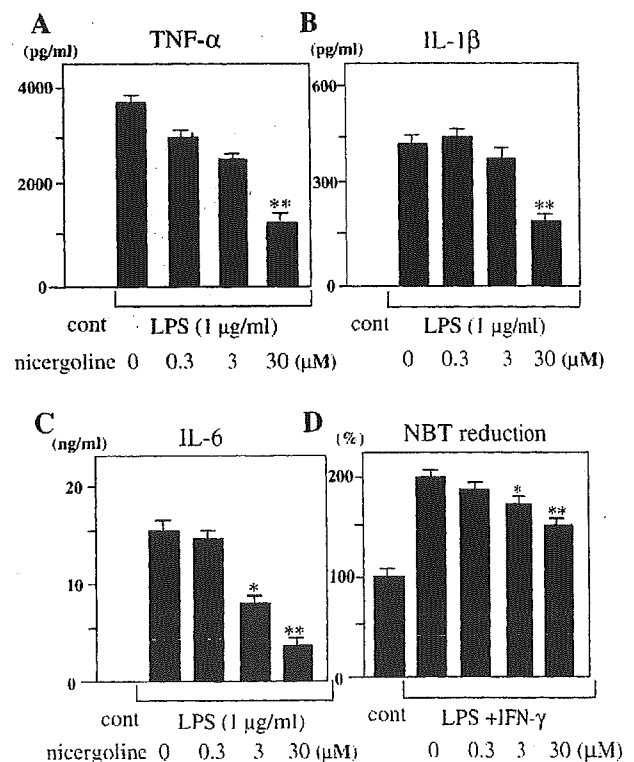 A
TNF-α
(pg/ml)
4000
2000
0
**
cont
LPS (1 μg/ml)
nicergoline 0 0.3 3 30 (μM)
B
IL-1β
(pg/ml)
600
300
0
**
cont
LPS (1 μg/ml)
0 0.3 3 30 (μM)
C
IL-6
(ng/ml)
20
10
0
*
**
cont
LPS (1 μg/ml)
nicergoline 0 0.3 3 30 (μM)
D
NBT reduction
(%)
200
100
0
*
**
cont
LPS +IFN-γ
0 0.3 3 30 (μM)